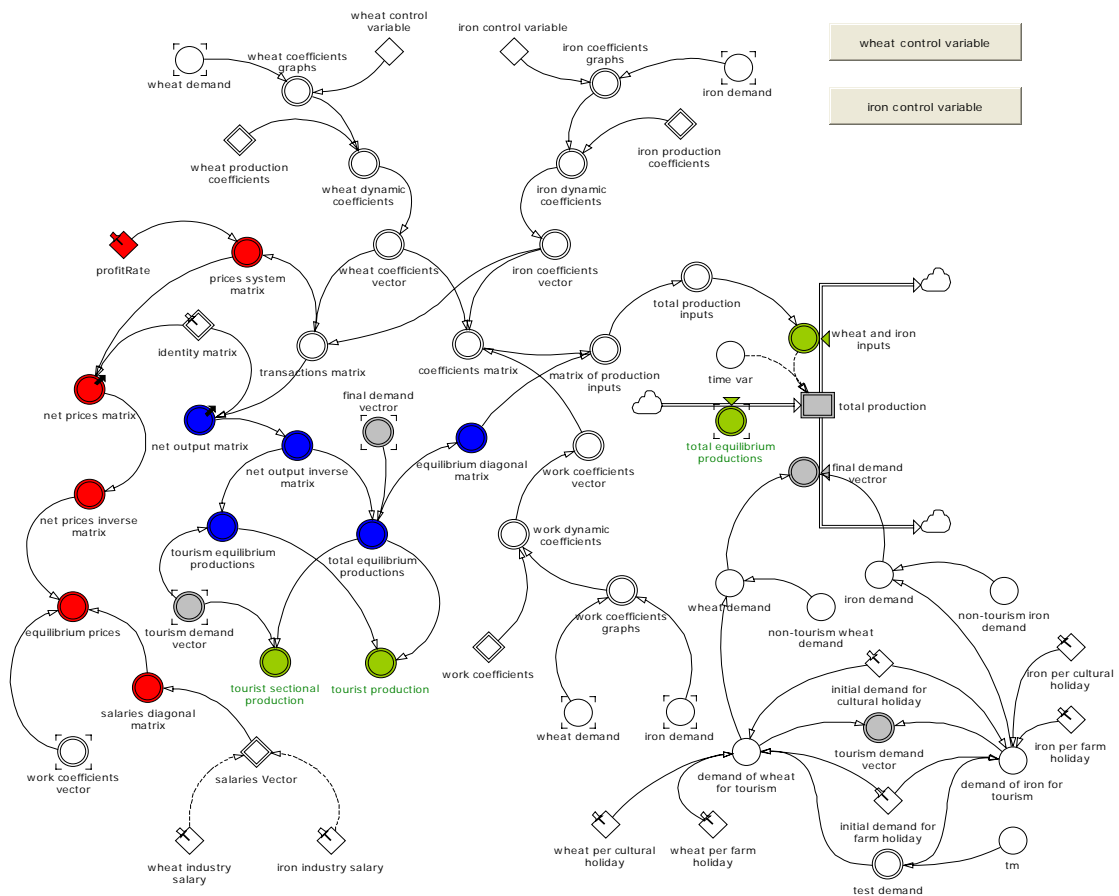 wheat control
variable
iron control variable
wheat control variable
wheat coefficients
graphs
iron coefficients
graphs
wheat demand
iron demand
iron control variable
wheat production
coefficients
iron production
coefficients
wheat dynamic
coefficients
iron dynamic
coefficients
profitRate
prices system
matrix
wheat coefficients
vector
iron coefficients
vector
total production
inputs
wheat and iron
inputs
identity matrix
transactions matrix
coefficients matrix
matrix of production
inputs
time var
net prices matrix
final demand
vectror
total production
net output matrix
net output inverse
matrix
equilibrium diagonal
matrix
work coefficients
vector
total equilibrium
productions
final demand
vectror
net prices inverse
matrix
tourism equilibrium
productions
total equilibrium
productions
work dynamic
coefficients
wheat demand
iron demand
non-tourism iron
demand
equilibrium prices
tourism demand
vector
work coefficients
graphs
non-tourism wheat
demand
work coefficients
tourist sectional
production
tourist production
initial demand for
cultural holiday
iron per cultural
holiday
salaries diagonal
matrix
wheat demand
iron demand
tourism demand
vector
iron per farm
holiday
work coefficients
vector
salaries Vector
demand of wheat
for tourism
demand of iron for
tourism
initial demand for
farm holiday
wheat industry
salary
iron industry salary
wheat per cultural
holiday
wheat per farm
holiday
test demand
tm